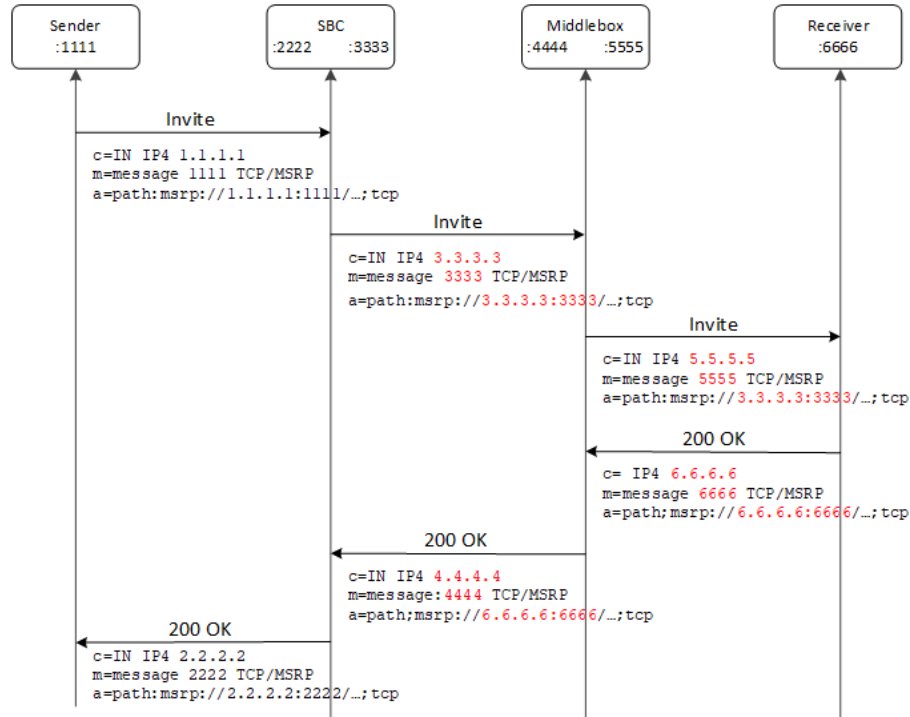 Sender
:1111
SBC
:2222 :3333
Middlebox
:4444 :5555
Receiver
:6666
Invite
c=IN IP4 1.1.1.1
m=message 1111 TCP/MSRP
a=path:msrp://1.1.1.1:1111/…;tcp
Invite
c=IN IP4 3.3.3.3
m=message 3333 TCP/MSRP
a=path:msrp://3.3.3.3:3333/…;tcp
Invite
c=IN IP4 5.5.5.5
m=message 5555 TCP/MSRP
a=path:msrp://3.3.3.3:3333/…;tcp
200 OK
c= IP4 6.6.6.6
m=message 6666 TCP/MSRP
a=path;msrp://6.6.6.6:6666/…;tcp
200 OK
c=IN IP4 4.4.4.4
m=message:4444 TCP/MSRP
a=path;msrp://6.6.6.6:6666/…;tcp
200 OK
c=IN IP4 2.2.2.2
m=message 2222 TCP/MSRP
a=path:msrp://2.2.2.2:2222/…;tcp